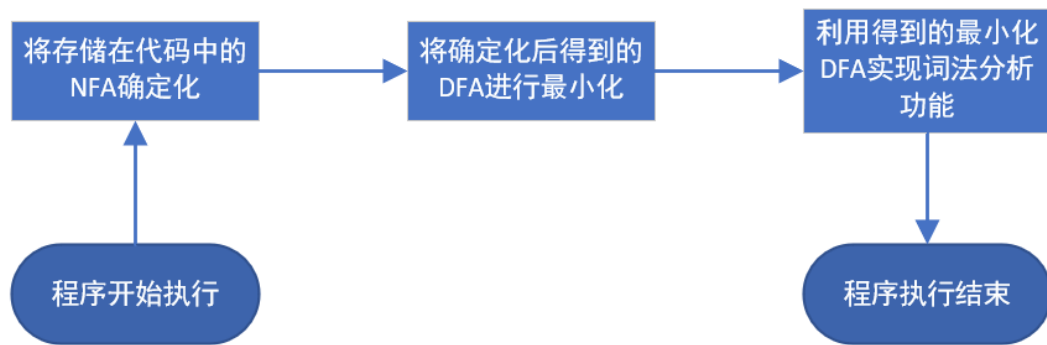 将存储在代码中的
NFA确定化
将确定化后得到的
DFA进行最小化
利用得到的最小化
DFA实现词法分析
功能
程序开始执行
程序执行结束